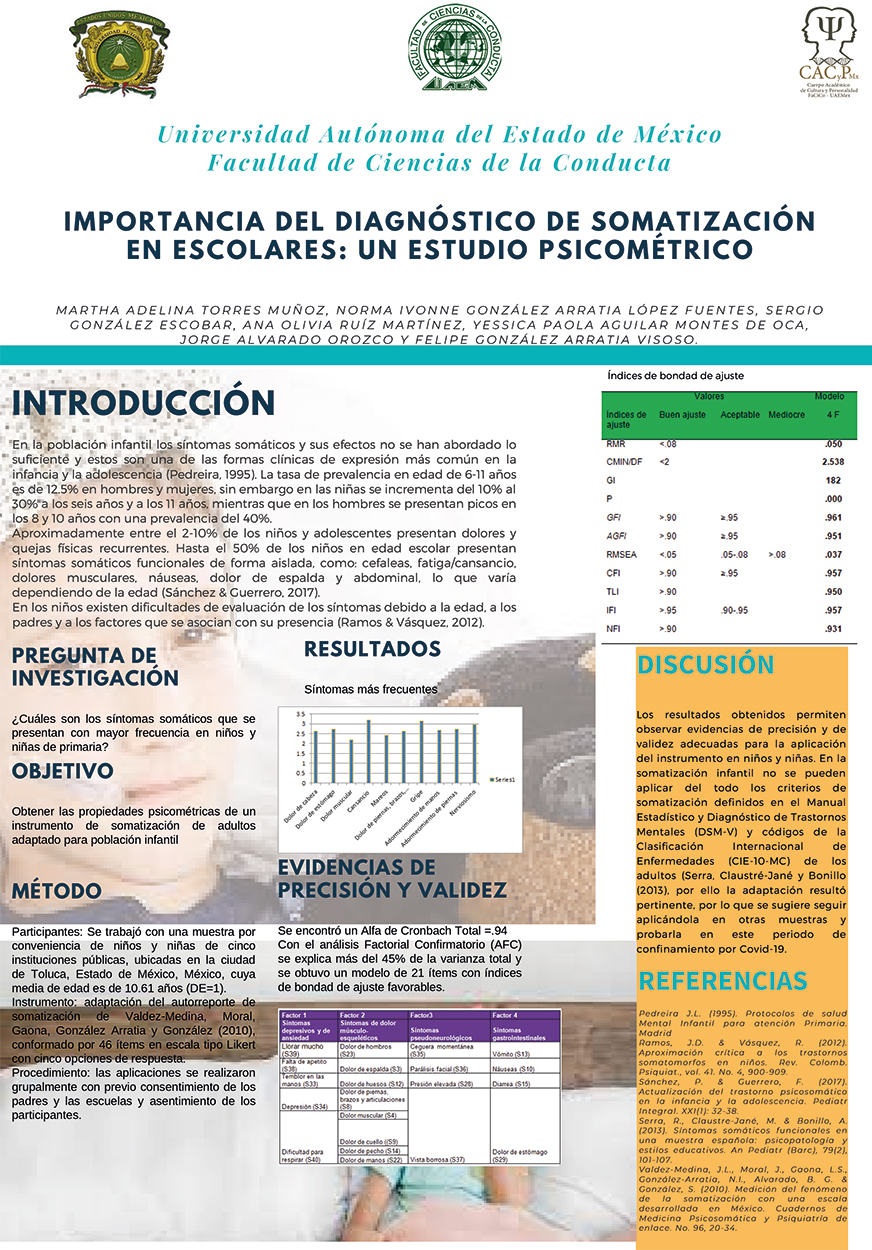 ESTADOS UNIDOS MEXICANOS
UNIVERSIDAD AUTÓNOMA
FACULTAD DE CIENCIAS DE LA CONDUCTA
UAEM
Ψ
CACyPMx
Cuerpo Académico
de Cultura y Personalidad
FaCiCo - UAEMex
Universidad Autónoma del Estado de México
Facultad de Ciencias de la Conducta
IMPORTANCIA DEL DIAGNÓSTICO DE SOMATIZACIÓN
EN ESCOLARES: UN ESTUDIO PSICOMÉTRICO
MARTHA ADELINA TORRES MUÑOZ, NORMA IVONNE GONZÁLEZ ARRATIA LÓPEZ FUENTES, SERGIO
GONZÁLEZ ESCOBAR, ANA OLIVIA RUÍZ MARTÍNEZ, YESSICA PAOLA AGUILAR MONTES DE OCA,
JORGE ALVARADO OROZCO Y FELIPE GONZÁLEZ ARRATIA VISOSO.
INTRODUCCIÓN
En la población infantil los síntomas somáticos y sus efectos no se han abordado lo
suficiente y estos son una de las formas clínicas de expresión más común en la
infancia y la adolescencia (Pedreira, 1995). La tasa de prevalencia en edad de 6-11 años
es de 12.5% en hombres y mujeres, sin embargo en las niñas se incrementa del 10% al
30% a los seis años y a los 11 años, mientras que en los hombres se presentan picos en
los 8 y 10 años con una prevalencia del 40%.
Aproximadamente entre el 2-10% de los niños y adolescentes presentan dolores y
quejas físicas recurrentes. Hasta el 50% de los niños en edad escolar presentan
síntomas somáticos funcionales de forma aislada, como: cefaleas, fatiga/cansancio,
dolores musculares, náuseas, dolor de espalda y abdominal, lo que varía
dependiendo de la edad (Sánchez & Guerrero, 2017).
En los niños existen dificultades de evaluación de los síntomas debido a la edad, a los
padres y a los factores que se asocian con su presencia (Ramos & Vásquez, 2012).
PREGUNTA DE
INVESTIGACIÓN
¿Cuáles son los síntomas somáticos que se
presentan con mayor frecuencia en niños y
niñas de primaria?
OBJETIVO
Obtener las propiedades psicométricas de un
instrumento de somatización de adultos
adaptado para población infantil
MÉTODO
Participantes: Se trabajó con una muestra por
conveniencia de niños y niñas de cinco
instituciones públicas, ubicadas en la ciudad
de Toluca, Estado de México, México, cuya
media de edad es de 10.61 años (DE=1).
Instrumento: adaptación del autorreporte de
somatización de Valdez-Medina, Moral,
Gaona, González Arratia y González (2010),
conformado por 46 ítems en escala tipo Likert
con cinco opciones de respuesta.
Procedimiento: las aplicaciones se realizaron
grupalmente con previo consentimiento de los
padres y las escuelas y asentimiento de los
participantes.
RESULTADOS
Síntomas más frecuentes
3.5
3
2.5
2
1.5
1
0.5
0
Dolor de cabeza
Dolor de estómago
Dolor muscular
Cansancio
Mareos
Dolor de piernas, brazos,...
Gripe
Adormecimiento de manos
Adormecimiento de piernas
Nerviosismo
Series1
EVIDENCIAS DE
PRECISIÓN Y VALIDEZ
Se encontró un Alfa de Cronbach Total =.94
Con el análisis Factorial Confirmatorio (AFC)
se explica más del 45% de la varianza total y
se obtuvo un modelo de 21 ítems con índices
de bondad de ajuste favorables.
Factor 1 Factor 2 Factor3 Factor 4
Síntomas depresivos y de ansiedad Síntomas de dolor músculo-esqueléticos Síntomas pseudoneurológicos Síntomas gastrointestinales
Llorar mucho (S39) Dolor de hombros (S23) Ceguera momentánea (S35) Vómito (S13)
Falta de apetito (S38) Dolor de espalda (S3) Parálisis facial (S36) Náuseas (S10)
Temblor en las manos (S33) Dolor de huesos (S12) Presión elevada (S28) Diarrea (S15)
Depresión (S34) Dolor de piernas, brazos y articulaciones (S8)
Dolor muscular (S4)
Dolor de cuello ((S9)
Dificultad para respirar (S40) Dolor de pecho (S14) Dolor de estómago (S29)
Dolor de manos (S22) Vista borrosa (S37)
Índices de bondad de ajuste
Valores Modelo
Índices de ajuste Buen ajuste Aceptable Mediocre 4 F
RMR <.08 .050
CMIN/DF <2 2.538
Gl 182
P .000
GFI >.90 ≥.95 .961
AGFI >.90 ≥.95 .951
RMSEA <.05 .05-.08 >.08 .037
CFI >.90 ≥.95 .957
TLI >.90 .950
IFI >.95 .90-.95 .957
NFI >.90 .931
DISCUSIÓN
Los resultados obtenidos permiten
observar evidencias de precisión y de
validez adecuadas para la aplicación
del instrumento en niños y niñas. En la
somatización infantil no se pueden
aplicar del todo los criterios de
somatización definidos en el Manual
Estadístico y Diagnóstico de Trastornos
Mentales (DSM-V) y códigos de la
Clasificación Internacional de
Enfermedades (CIE-10-MC) de los
adultos (Serra, Claustré-Jané y Bonillo
(2013), por ello la adaptación resultó
pertinente, por lo que se sugiere seguir
aplicándola en otras muestras y
probarla en este periodo de
confinamiento por Covid-19.
REFERENCIAS
Pedreira J.L. (1995). Protocolos de salud
Mental Infantil para atención Primaria.
Madrid
Ramos, J.D. & Vásquez, R. (2012).
Aproximación crítica a los trastornos
somatomorfos en niños. Rev. Colomb.
Psiquiat., vol. 41. No. 4, 900-909.
Sánchez, P. & Guerrero, F. (2017).
Actualización del trastorno psicosomático
en la infancia y la adolescencia. Pediatr
Integral. XXI(1): 32-38.
Serra, R., Claustre-Jané, M. & Bonillo, A.
(2013). Síntomas somáticos funcionales en
una muestra española: psicopatología y
estilos educativos. An Pediatr (Barc), 79(2),
101-107.
Valdez-Medina, J.L., Moral, J., Gaona, L.S.,
González-Arratia, N.I., Alvarado, B. G. &
González, S. (2010). Medición del fenómeno
de la somatización con una escala
desarrollada en México. Cuadernos de
Medicina Psicosomática y Psiquiatría de
enlace. No. 96, 20-34.